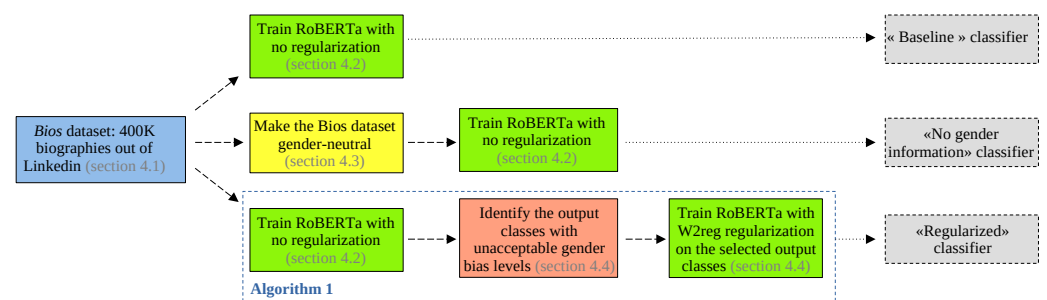 Train RoBERTa with
no regularization
(section 4.2)
« Baseline » classifier
Bios dataset: 400K
biographies out of
Linkedin (section 4.1)
Make the Bios dataset
gender-neutral
(section 4.3)
Train RoBERTa with
no regularization
(section 4.2)
«No gender
information» classifier
Train RoBERTa with
no regularization
(section 4.2)
Identify the output
classes with
unacceptable gender
bias levels (section 4.4)
Train RoBERTa with
W2reg regularization
on the selected output
classes (section 4.4)
«Regularized»
classifier
Algorithm 1